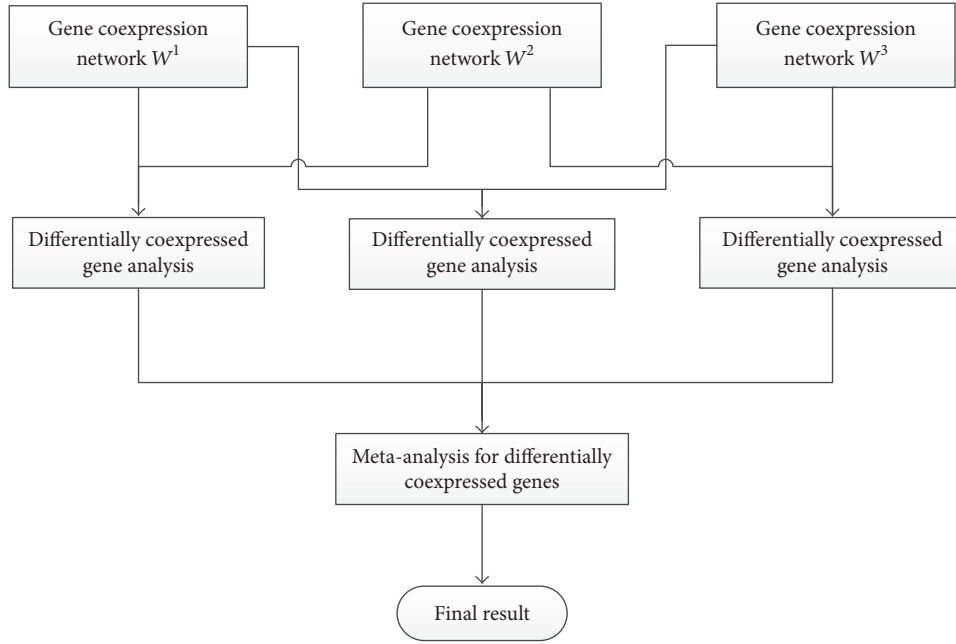 Gene coexpression
network W¹
Gene coexpression
network W²
Gene coexpression
network W³
Differentially coexpressed
gene analysis
Differentially coexpressed
gene analysis
Differentially coexpressed
gene analysis
Meta-analysis for differentially
coexpressed genes
Final result